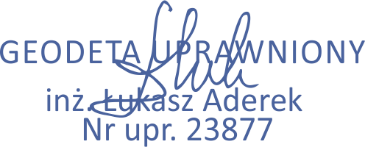 GEODETA UPRAWNIONY
inż. Łukasz Aderek
Nr upr. 23877